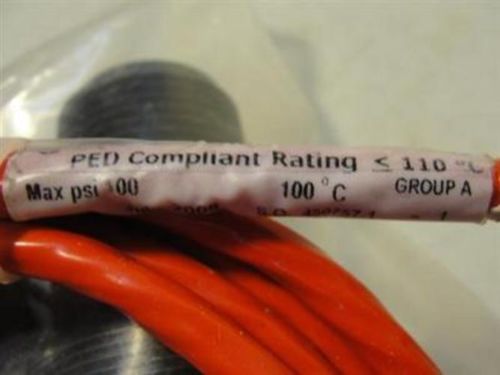 PED Compliant Rating ≤ 110 °C
Max psi 100 100 °C GROUP A
S.O.